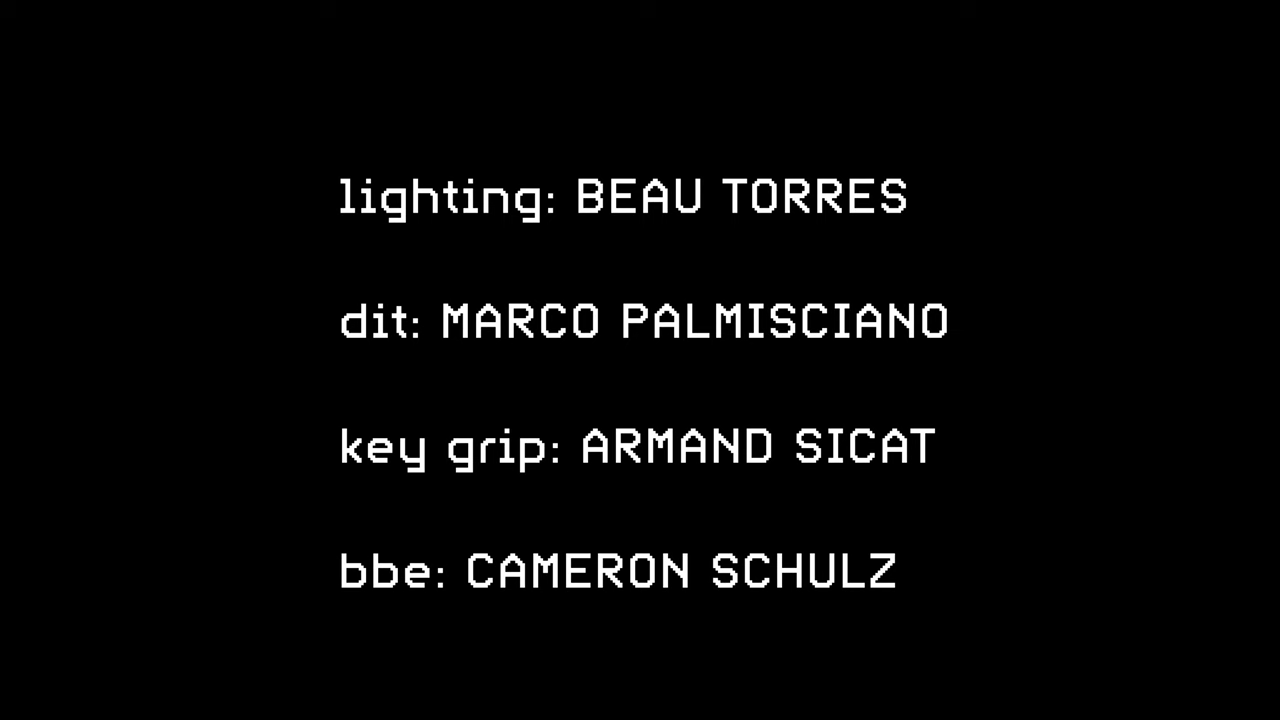 lighting: BEAU TORRES
dit: MARCO PALMISCIANO
key grip: ARMAND SICAT
bbe: CAMERON SCHULZ